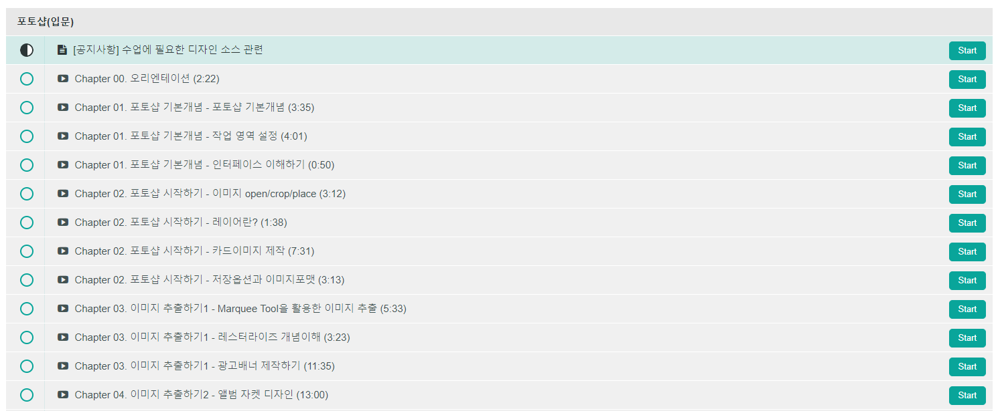 포토샵(입문)
[공지사항] 수업에 필요한 디자인 소스 관련 Start
Chapter 00. 오리엔테이션 (2:22) Start
Chapter 01. 포토샵 기본개념 - 포토샵 기본개념 (3:35) Start
Chapter 01. 포토샵 기본개념 - 작업 영역 설정 (4:01) Start
Chapter 01. 포토샵 기본개념 - 인터페이스 이해하기 (0:50) Start
Chapter 02. 포토샵 시작하기 - 이미지 open/crop/place (3:12) Start
Chapter 02. 포토샵 시작하기 - 레이어란? (1:38) Start
Chapter 02. 포토샵 시작하기 - 카드이미지 제작 (7:31) Start
Chapter 02. 포토샵 시작하기 - 저장옵션과 이미지포맷 (3:13) Start
Chapter 03. 이미지 추출하기1 - Marquee Tool을 활용한 이미지 추출 (5:33) Start
Chapter 03. 이미지 추출하기1 - 레스터라이즈 개념이해 (3:23) Start
Chapter 03. 이미지 추출하기1 - 광고배너 제작하기 (11:35) Start
Chapter 04. 이미지 추출하기2 - 앨범 자켓 디자인 (13:00) Start